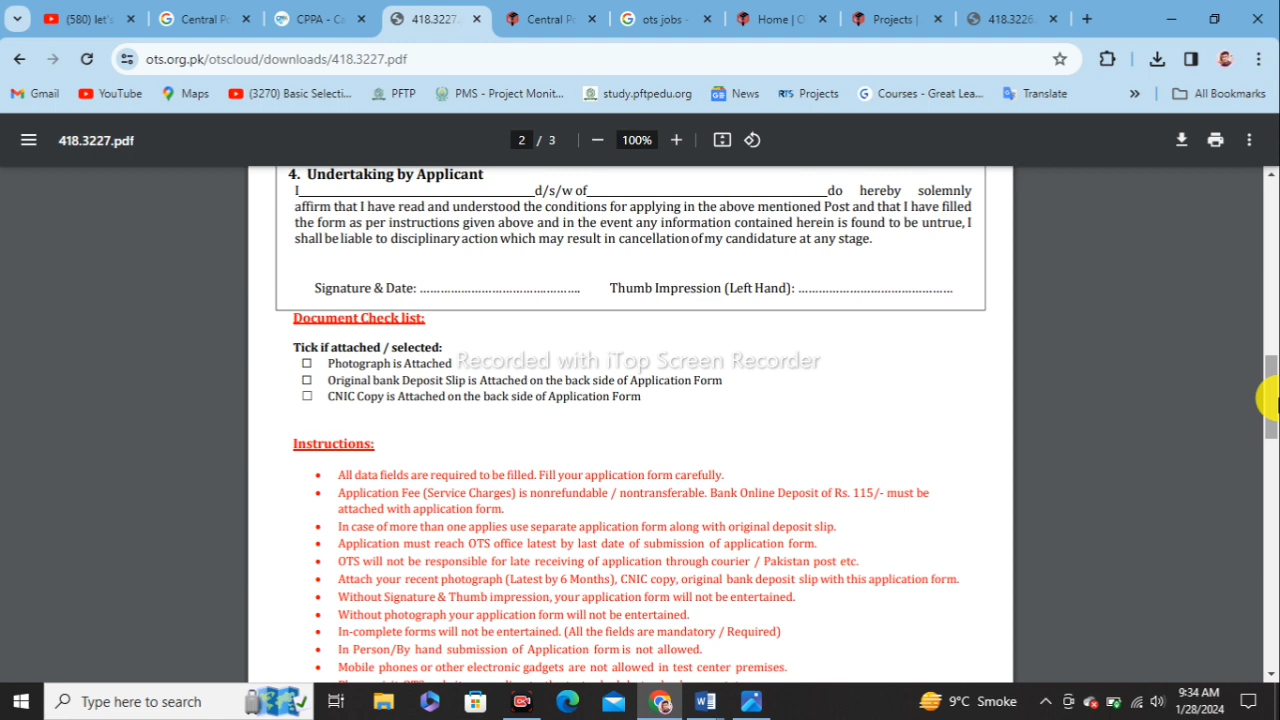 (580) let's
Central Po
CPPA - Ca
418.3227.
Central Po
ots jobs -
Home | O
Projects |
418.3226.
ots.org.pk/otscloud/downloads/418.3227.pdf
Gmail
YouTube
Maps
(3270) Basic Selecti...
PFTP
PMS - Project Monit...
study.pftpedu.org
News
RTS Projects
Courses - Great Lea...
Translate
»
All Bookmarks
418.3227.pdf
2 / 3
100%
4. Undertaking by Applicant
I___________________________________d/s/w of___________________________________do hereby solemnly
affirm that I have read and understood the conditions for applying in the above mentioned Post and that I have filled
the form as per instructions given above and in the event any information contained herein is found to be untrue, I
shall be liable to disciplinary action which may result in cancellation of my candidature at any stage.
Signature & Date: ........................................... Thumb Impression (Left Hand): ...........................................
Document Check list:
Tick if attached / selected:
☐ Photograph is Attached
Recorded with iTop Screen Recorder
☐ Original bank Deposit Slip is Attached on the back side of Application Form
☐ CNIC Copy is Attached on the back side of Application Form
Instructions:
• All data fields are required to be filled. Fill your application form carefully.
• Application Fee (Service Charges) is nonrefundable / nontransferable. Bank Online Deposit of Rs. 115/- must be
attached with application form.
• In case of more than one applies use separate application form along with original deposit slip.
• Application must reach OTS office latest by last date of submission of application form.
• OTS will not be responsible for late receiving of application through courier / Pakistan post etc.
• Attach your recent photograph (Latest by 6 Months), CNIC copy, original bank deposit slip with this application form.
• Without Signature & Thumb impression, your application form will not be entertained.
• Without photograph your application form will not be entertained.
• In-complete forms will not be entertained. (All the fields are mandatory / Required)
• In Person/By hand submission of Application form is not allowed.
• Mobile phones or other electronic gadgets are not allowed in test center premises.
Type here to search
9°C Smoke
9:34 AM
1/28/2024